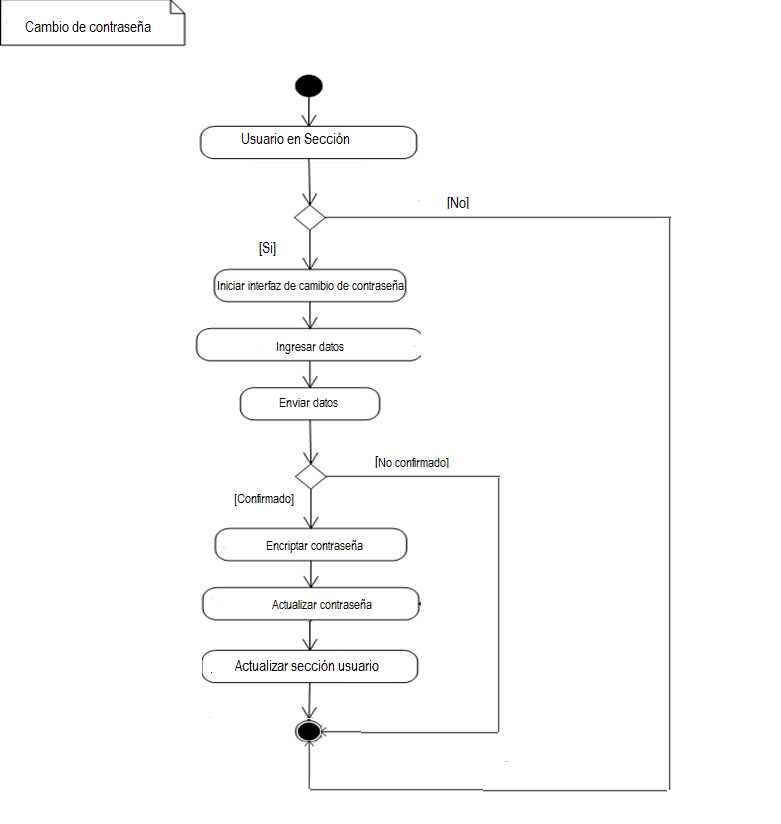 Cambio de contraseña
Usuario en Sección
[No]
[Si]
Iniciar interfaz de camibio de contraseña
Ingresar datos
Enviar datos
[No confirmado]
[Confirmado]
Encriptar contraseña
Actualizar contraseña
Actualizar sección usuario